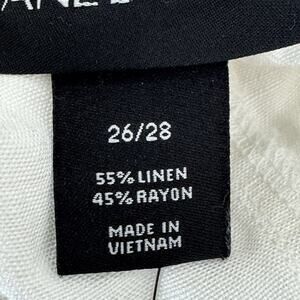 26/28
55% LINEN
45% RAYON
MADE IN
VIETNAM